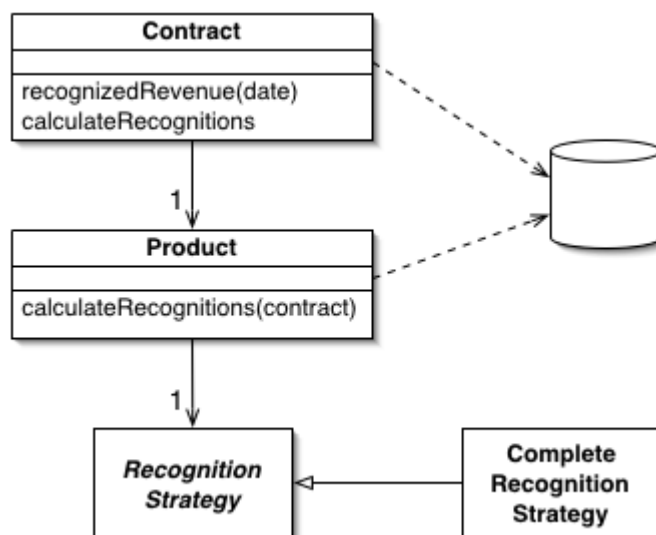 Contract
recognizedRevenue(date)
calculateRecognitions
1
Product
calculateRecognitions(contract)
1
Recognition
Strategy
Complete
Recognition
Strategy